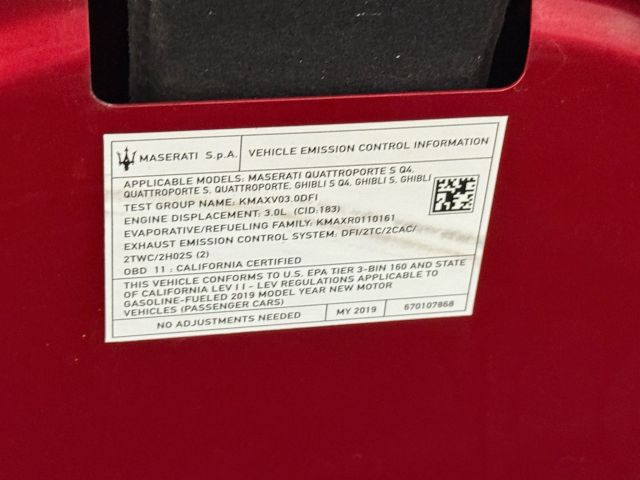 MASERATI S.p.A. VEHICLE EMISSION CONTROL INFORMATION
APPLICABLE MODELS: MASERATI QUATTROPORTE S Q4,
QUATTROPORTE S, QUATTROPORTE, GHIBLI S Q4, GHIBLI S, GHIBLI
TEST GROUP NAME: KMAXV03.0DFI
ENGINE DISPLACEMENT: 3.0L (CID:183)
EVAPORATIVE/REFUELING FAMILY: KMAXR0110161
EXHAUST EMISSION CONTROL SYSTEM: DFI/2TC/2CAC/
2TWC/2HO2S (2)
OBD 11 : CALIFORNIA CERTIFIED
THIS VEHICLE CONFORMS TO U.S. EPA TIER 3-BIN 160 AND STATE
OF CALIFORNIA LEV I I - LEV REGULATIONS APPLICABLE TO
GASOLINE-FUELED 2019 MODEL YEAR NEW MOTOR
VEHICLES (PASSENGER CARS)
NO ADJUSTMENTS NEEDED MY 2019 670107868